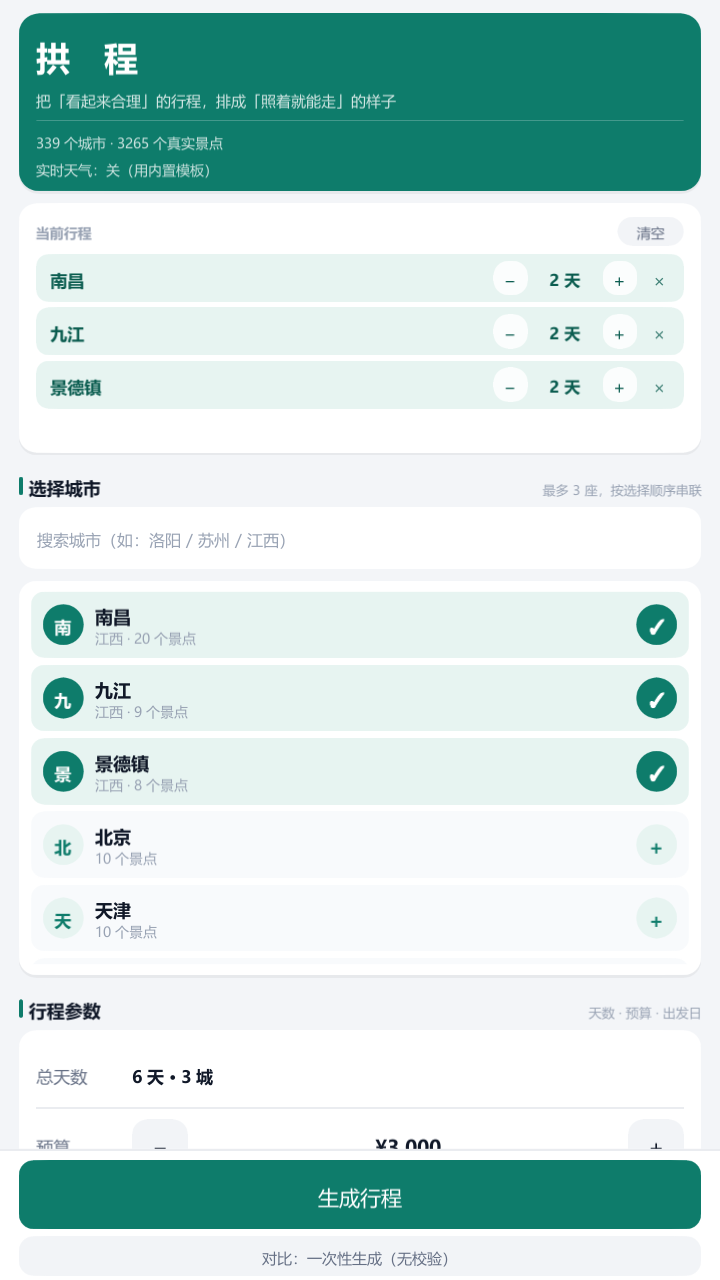 拱 程
把「看起来合理」的行程，排成「照着就能走」的样子
339 个城市 · 3265 个真实景点
实时天气：关（用内置模板）
当前行程 清空
南昌 − 2 天 + ×
九江 − 2 天 + ×
景德镇 − 2 天 + ×
选择城市 最多 3 座，按选择顺序串联
搜索城市（如：洛阳 / 苏州 / 江西）
南 南昌 ✓
江西 · 20 个景点
九 九江 ✓
江西 · 9 个景点
景 景德镇 ✓
江西 · 8 个景点
北 北京 +
10 个景点
天 天津 +
10 个景点
行程参数 天数 · 预算 · 出发日
总天数 6 天 • 3 城
预算 − ¥3,000 +
生成行程
对比：一次性生成（无校验）